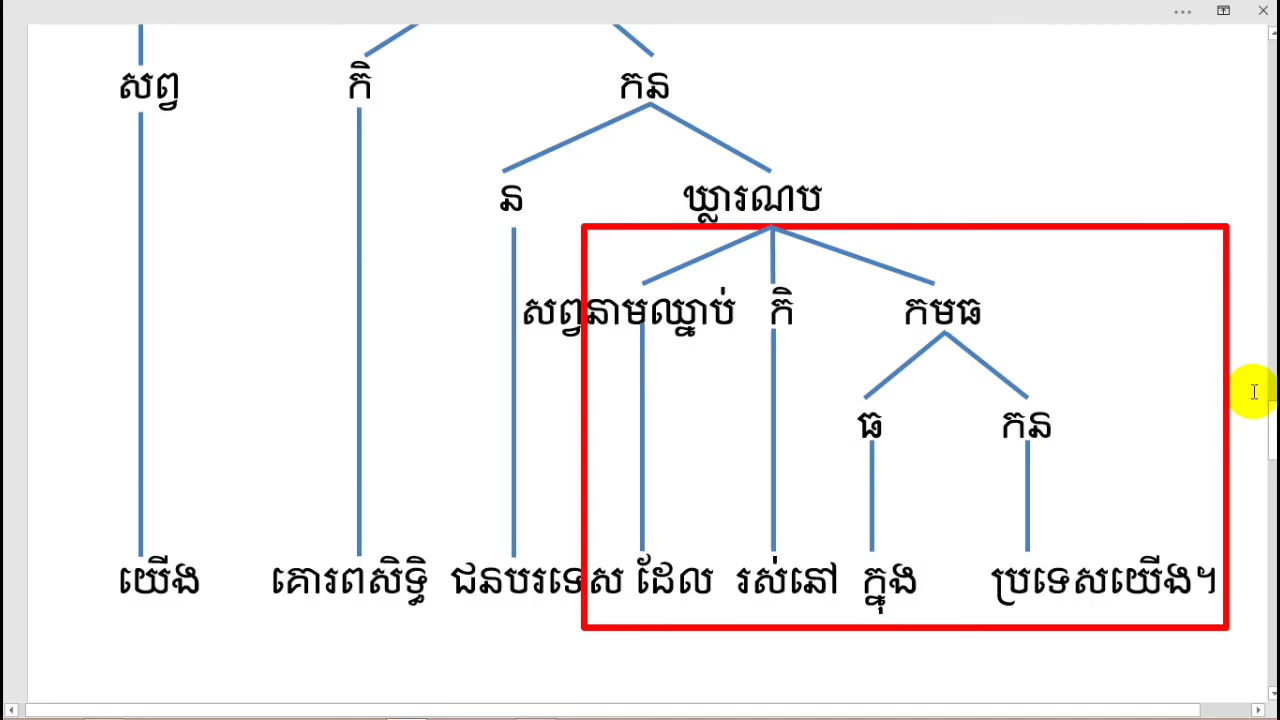 សព្វ កិ កន
ន ឃ្លារណប
សព្វនាមឈ្នាប់ កិ កមធ
ធ កន
យើង គោរពសិទ្ធិ ជនបរទេស ដែល រស់នៅ ក្នុង ប្រទេសយើង។